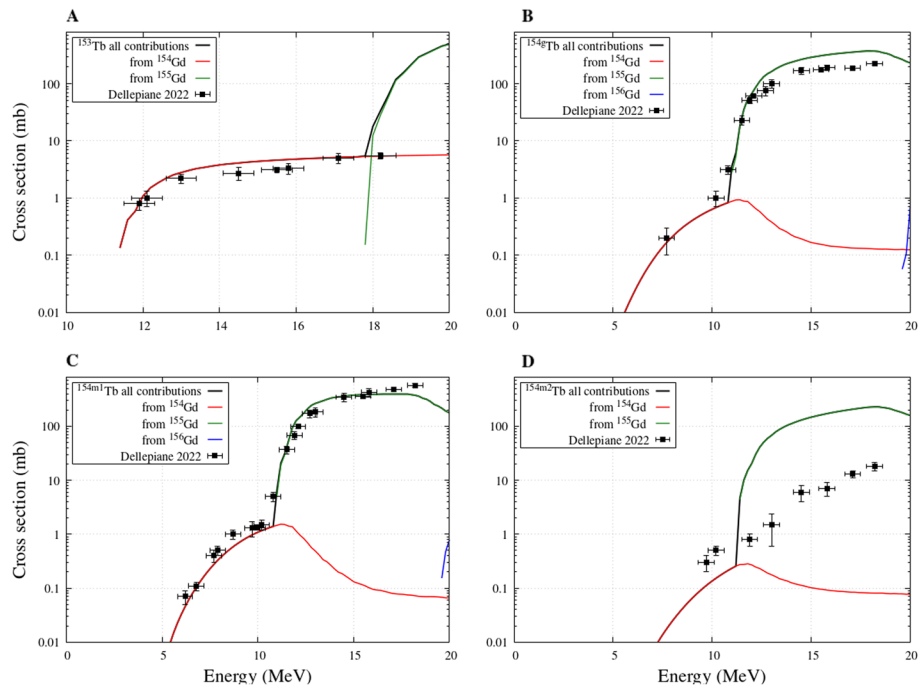 A
B
Cross section (mb)
¹⁵³Tb all contributions
from ¹⁵⁴Gd
from ¹⁵⁵Gd
Dellepiane 2022
100
10
1
0.1
0.01
10 12 14 16 18 20
¹⁵⁴ᵍTb all contributions
from ¹⁵⁴Gd
from ¹⁵⁵Gd
from ¹⁵⁶Gd
Dellepiane 2022
100
10
1
0.1
0.01
0 5 10 15 20
C
D
Cross section (mb)
¹⁵⁴ᵐ¹Tb all contributions
from ¹⁵⁴Gd
from ¹⁵⁵Gd
from ¹⁵⁶Gd
Dellepiane 2022
100
10
1
0.1
0.01
0 5 10 15 20
Energy (MeV)
¹⁵⁴ᵐ²Tb all contributions
from ¹⁵⁴Gd
from ¹⁵⁵Gd
Dellepiane 2022
100
10
1
0.1
0.01
0 5 10 15 20
Energy (MeV)